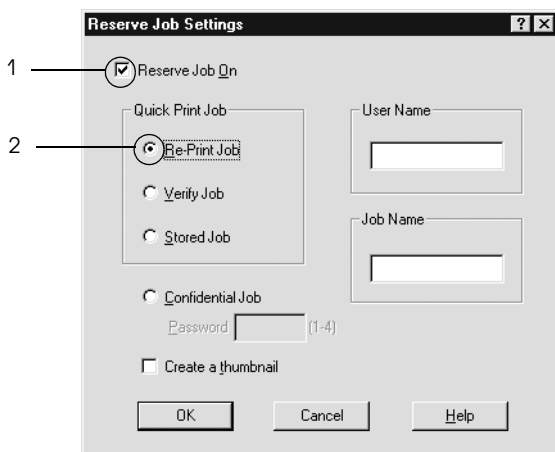 Reserve Job Settings
1
Reserve Job On
Quick Print Job
User Name
2
Re-Print Job
Verify Job
Job Name
Stored Job
Confidential Job
Password (1-4)
Create a thumbnail
OK Cancel Help